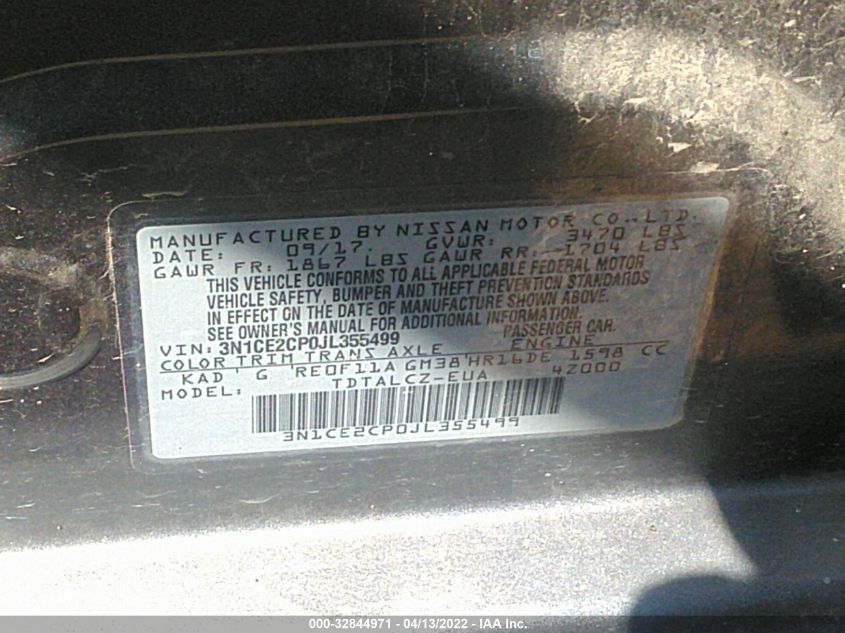 MANUFACTURED BY NISSAN MOTOR CO., LTD.
DATE: 09/17. GVWR: 3470 LBS
GAWR FR: 1867 LBS GAWR RR: 1704 LBS
THIS VEHICLE CONFORMS TO ALL APPLICABLE FEDERAL MOTOR
VEHICLE SAFETY, BUMPER AND THEFT PREVENTION STANDARDS
IN EFFECT ON THE DATE OF MANUFACTURE SHOWN ABOVE.
SEE OWNER'S MANUAL FOR ADDITIONAL INFORMATION.
VIN: 3N1CE2CP0JL355499 PASSENGER CAR.
COLOR TRIM TRANS AXLE ENGINE
KAD G RE0F11A GM38 HR16DE 1598 CC
MODEL: TDTALCZ-EUA 4Z000
3N1CE2CP0JL355499
000-32844971 - 04/13/2022 - IAA Inc.